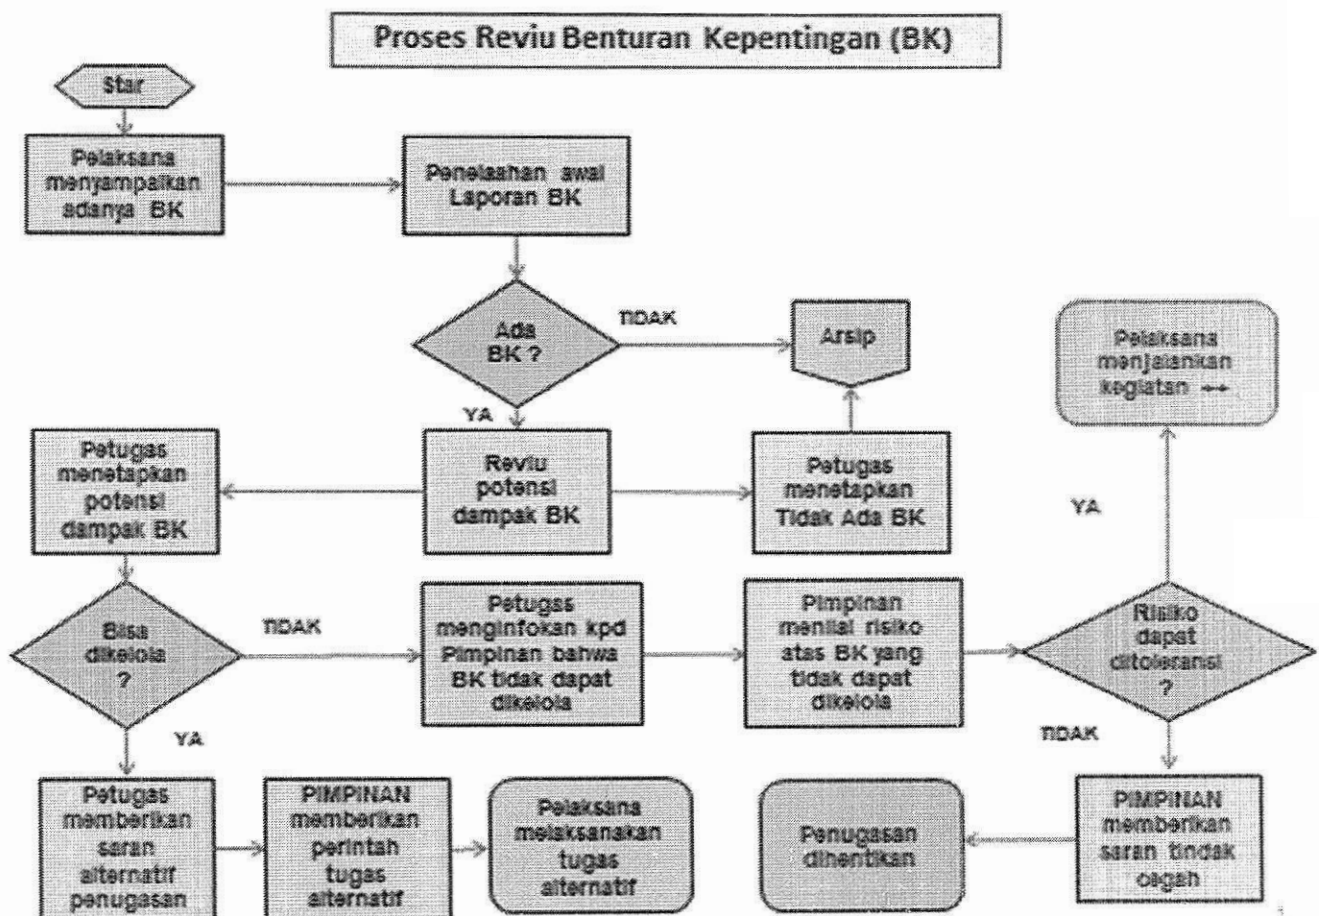 Proses Reviu Benturan Kepentingan (BK)
Star
Pelaksana
menyampaikan
adanya BK
Penelaahan awal
Laporan BK
Ada
BK ?
TIDAK
Arsip
YA
Pelaksana
menjalankan
kegiatan ↔
Petugas
menetapkan
potensi
dampak BK
Reviu
potensi
dampak BK
Petugas
menetapkan
Tidak Ada BK
YA
Bisa
dikelola
?
TIDAK
Petugas
menginfokan kpd
Pimpinan bahwa
BK tidak dapat
dikelola
Pimpinan
menilai risiko
atas BK yang
tidak dapat
dikelola
Risiko
dapat
ditoleransi
?
YA
TIDAK
Petugas
memberikan
saran
alternatif
penugasan
PIMPINAN
memberikan
perintah
tugas
alternatif
Pelaksana
melaksanakan
tugas
alternatif
Penugasan
dihentikan
PIMPINAN
memberikan
saran tindak
cegah